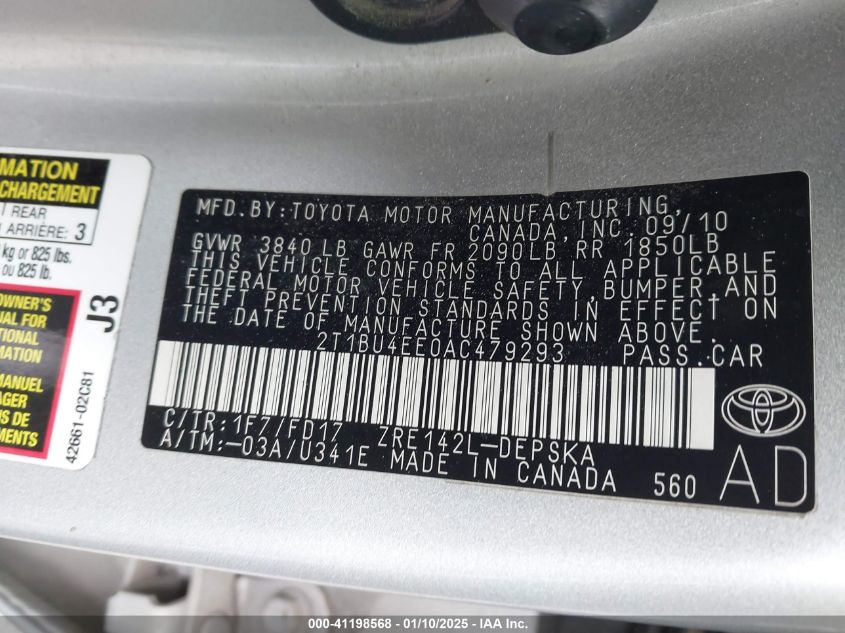 MATION
CHARGEMENT
REAR
ARRIÈRE: 3
kg or 825 lbs.
ou 825 lb.
OWNER'S
AL FOR
TIONAL
MATION
MANUEL
AGER
US DE
EMENTS
J3
42661-02C81
MFD.BY:TOYOTA MOTOR MANUFACTURING,
CANADA,INC.09/10
GVWR 3840LB GAWR FR 2090LB RR 1850LB
THIS VEHICLE CONFORMS TO ALL APPLICABLE
FEDERAL MOTOR VEHICLE SAFETY,BUMPER,AND
THEFT PREVENTION STANDARDS IN EFFECT ON
THE DATE OF MANUFACTURE SHOWN ABOVE.
2T1BU4EE0AC479293 PASS.CAR
C/TR:1F7/FD17 ZRE142L-DEPSKA
A/TM:-03A/U341E MADE IN CANADA 560
AD
000-41198568 - 01/10/2025 - IAA Inc.